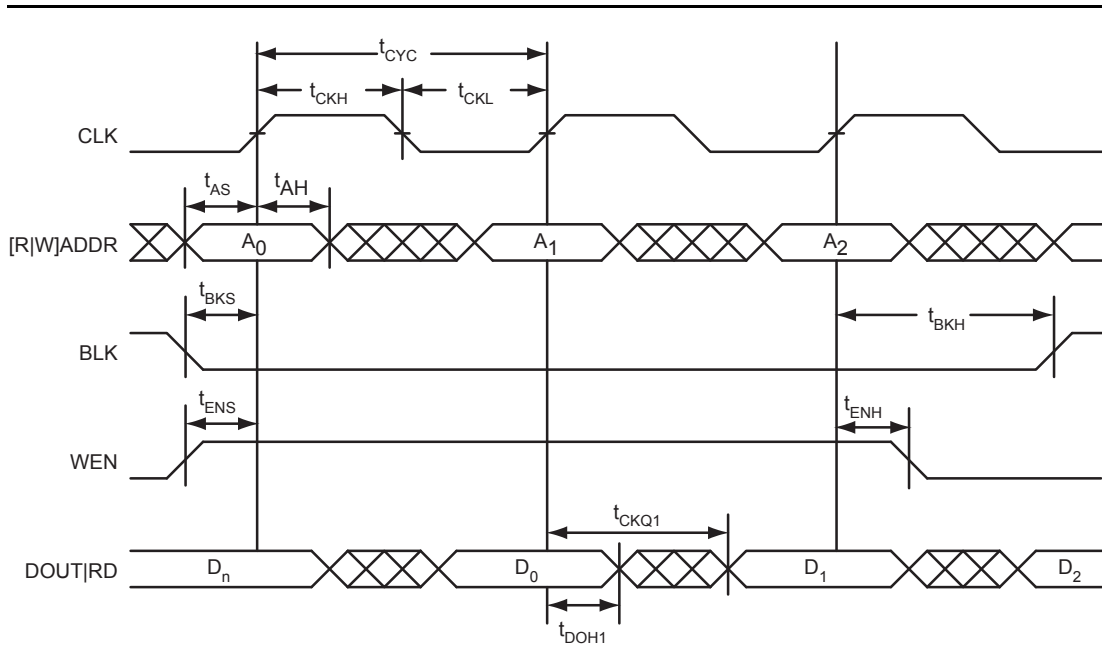 tCYC
tCKH tCKL
CLK
tAS tAH
[R|W]ADDR A0 A1 A2
tBKS tBKH
BLK
tENS tENH
WEN
tCKQ1
DOUT|RD Dn D0 D1 D2
tDOH1